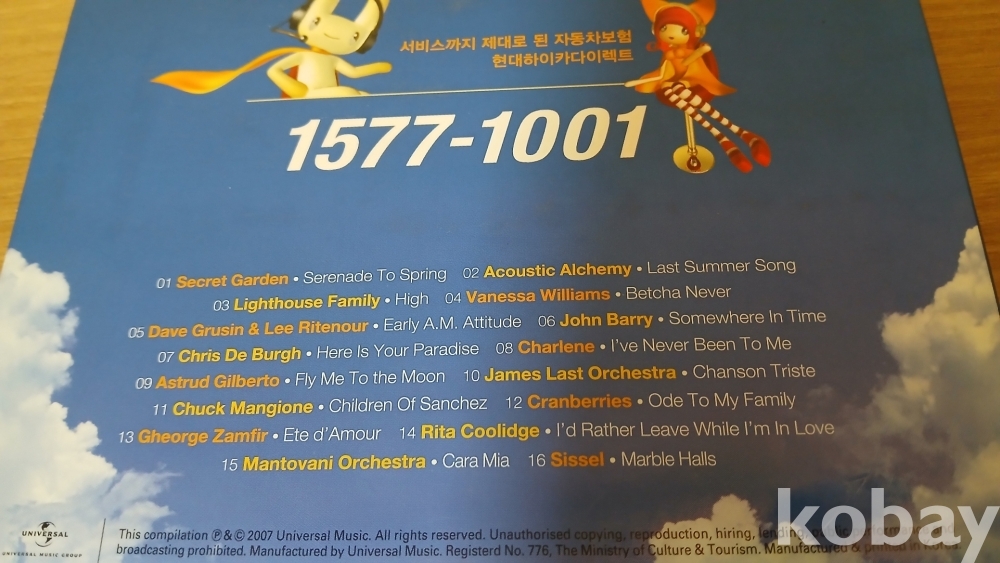 서비스까지 제대로 된 자동차보험
현대하이카다이렉트
1577-1001
01 Secret Garden • Serenade To Spring 02 Acoustic Alchemy • Last Summer Song
03 Lighthouse Family • High 04 Vanessa Williams • Betcha Never
05 Dave Grusin & Lee Ritenour • Early A.M. Attitude 06 John Barry • Somewhere In Time
07 Chris De Burgh • Here Is Your Paradise 08 Charlene • I've Never Been To Me
09 Astrud Gilberto • Fly Me To the Moon 10 James Last Orchestra • Chanson Triste
11 Chuck Mangione • Children Of Sanchez 12 Cranberries • Ode To My Family
13 Gheorge Zamfir • Ete d'Amour 14 Rita Coolidge • I'd Rather Leave While I'm In Love
15 Mantovani Orchestra • Cara Mia 16 Sissel • Marble Halls
UNIVERSAL
UNIVERSAL MUSIC GROUP
This compilation ℗&© 2007 Universal Music. All rights reserved. Unauthorised copying, reproduction, hiring, lending,
broadcasting prohibited. Manufactured by Universal Music. Registerd No. 776, The Ministry of Culture & Tourism. Manufactured & printed in Korea.
kobay